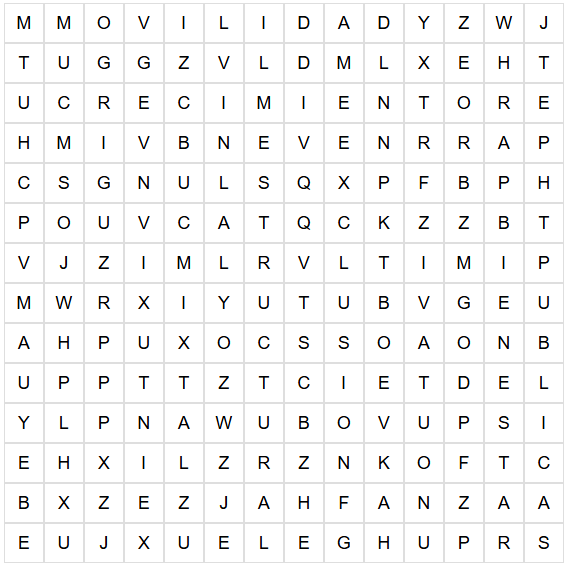 M M O V I L I D A D Y Z W J
T U G G Z V L D M L X E H T
U C R E C I M I E N T O R E
H M I V B N E V E N R R A P
C S G N U L S Q X P F B P H
P O U V C A T Q C K Z Z B T
V J Z I M L R V L T I M I P
M W R X I Y U T U B V G E U
A H P U X O C S S O A O N B
U P P T T Z T C I E T D E L
Y L P N A W U B O V U P S I
E H X I L Z R Z N K O F T C
B X Z E Z J A H F A N Z A A
E U J X U E L E G H U P R S